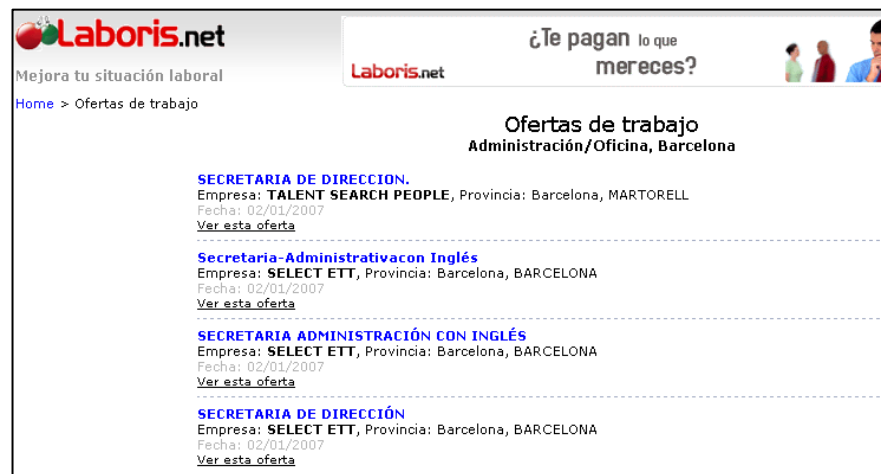 Laboris.net
Mejora tu situación laboral
¿Te pagan lo que
mereces?
Laboris.net
Home > Ofertas de trabajo
Ofertas de trabajo
Administración/Oficina, Barcelona
SECRETARIA DE DIRECCION.
Empresa: TALENT SEARCH PEOPLE, Provincia: Barcelona, MARTORELL
Fecha: 02/01/2007
Ver esta oferta
Secretaria-Administrativacon Inglés
Empresa: SELECT ETT, Provincia: Barcelona, BARCELONA
Fecha: 02/01/2007
Ver esta oferta
SECRETARIA ADMINISTRACIÓN CON INGLÉS
Empresa: SELECT ETT, Provincia: Barcelona, BARCELONA
Fecha: 02/01/2007
Ver esta oferta
SECRETARIA DE DIRECCIÓN
Empresa: SELECT ETT, Provincia: Barcelona, BARCELONA
Fecha: 02/01/2007
Ver esta oferta